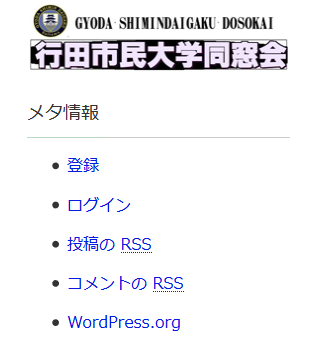 GYODA-SHIMINDAIGAKU-DOSOKAI
行田市民大学同窓会
メタ情報
登録
ログイン
投稿の RSS
コメントの RSS
WordPress.org